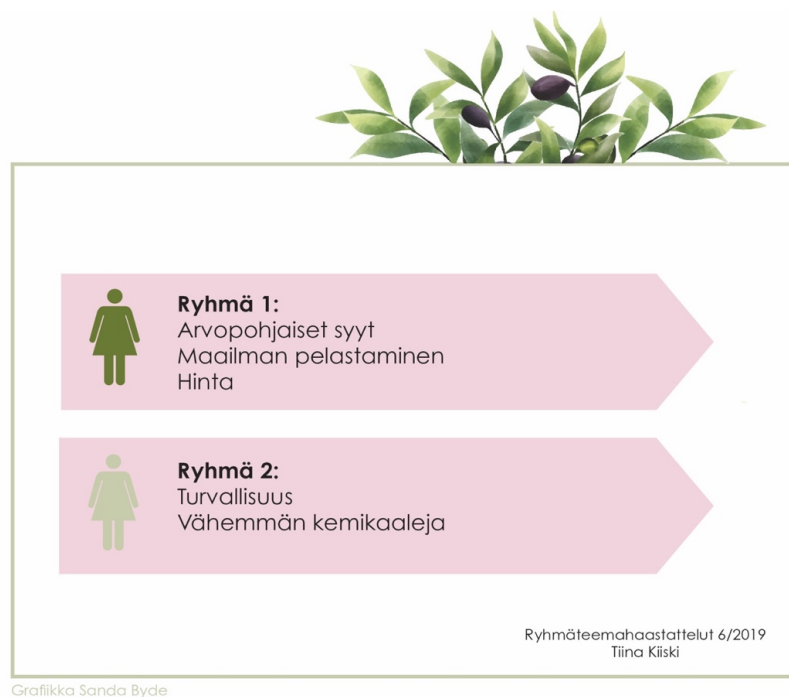 Ryhmä 1:
Arvopohjaiset syyt
Maailman pelastaminen
Hinta
Ryhmä 2:
Turvallisuus
Vähemmän kemikaaleja
Ryhmäteemahaastattelut 6/2019
Tiina Kiiski
Grafiikka Sanda Byde